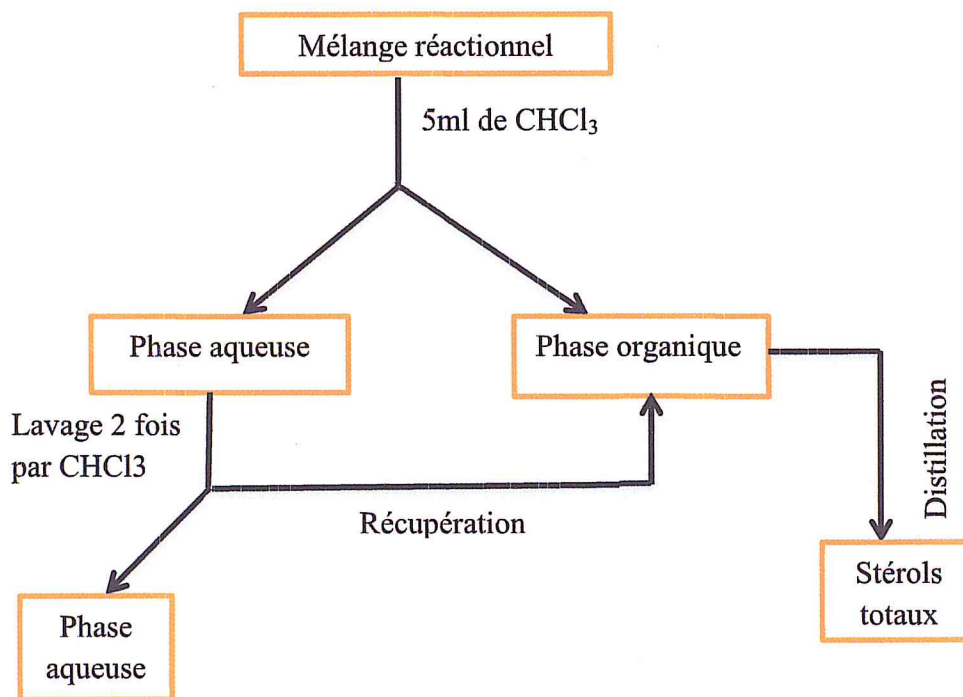 Mélange réactionnel
5ml de CHCl₃
Phase aqueuse
Phase organique
Lavage 2 fois
par CHCl3
Récupération
Distillation
Phase
aqueuse
Stérols
totaux